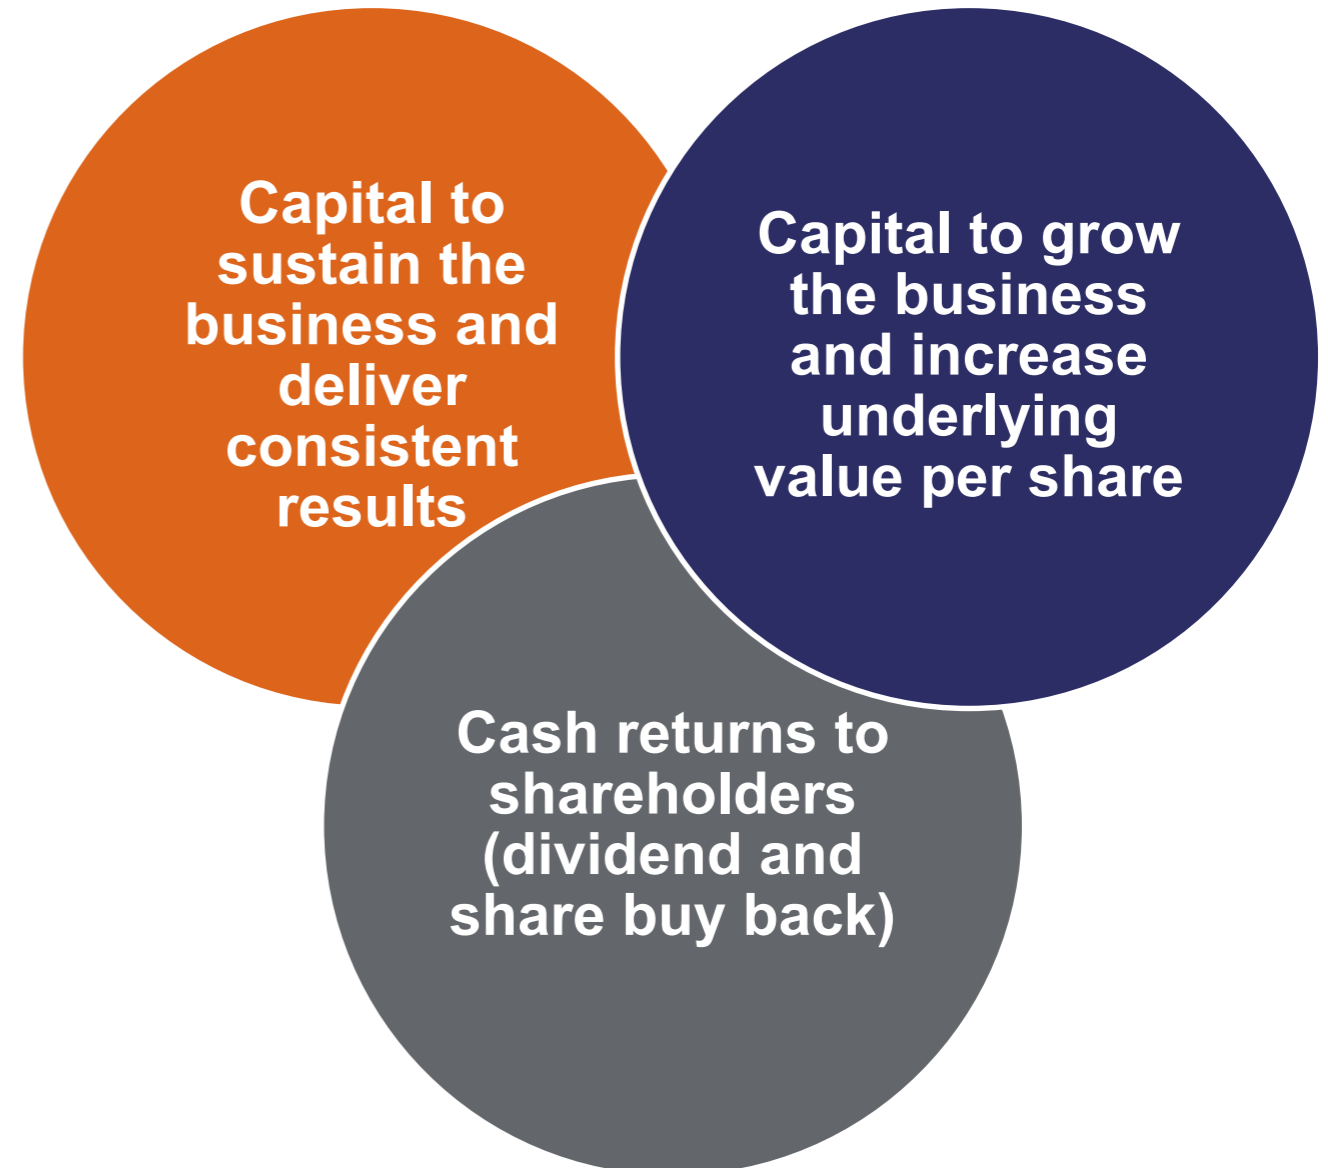 Capital to
sustain the
business and
deliver
consistent
results
Capital to grow
the business
and increase
underlying
value per share
Cash returns to
shareholders
(dividend and
share buy back)